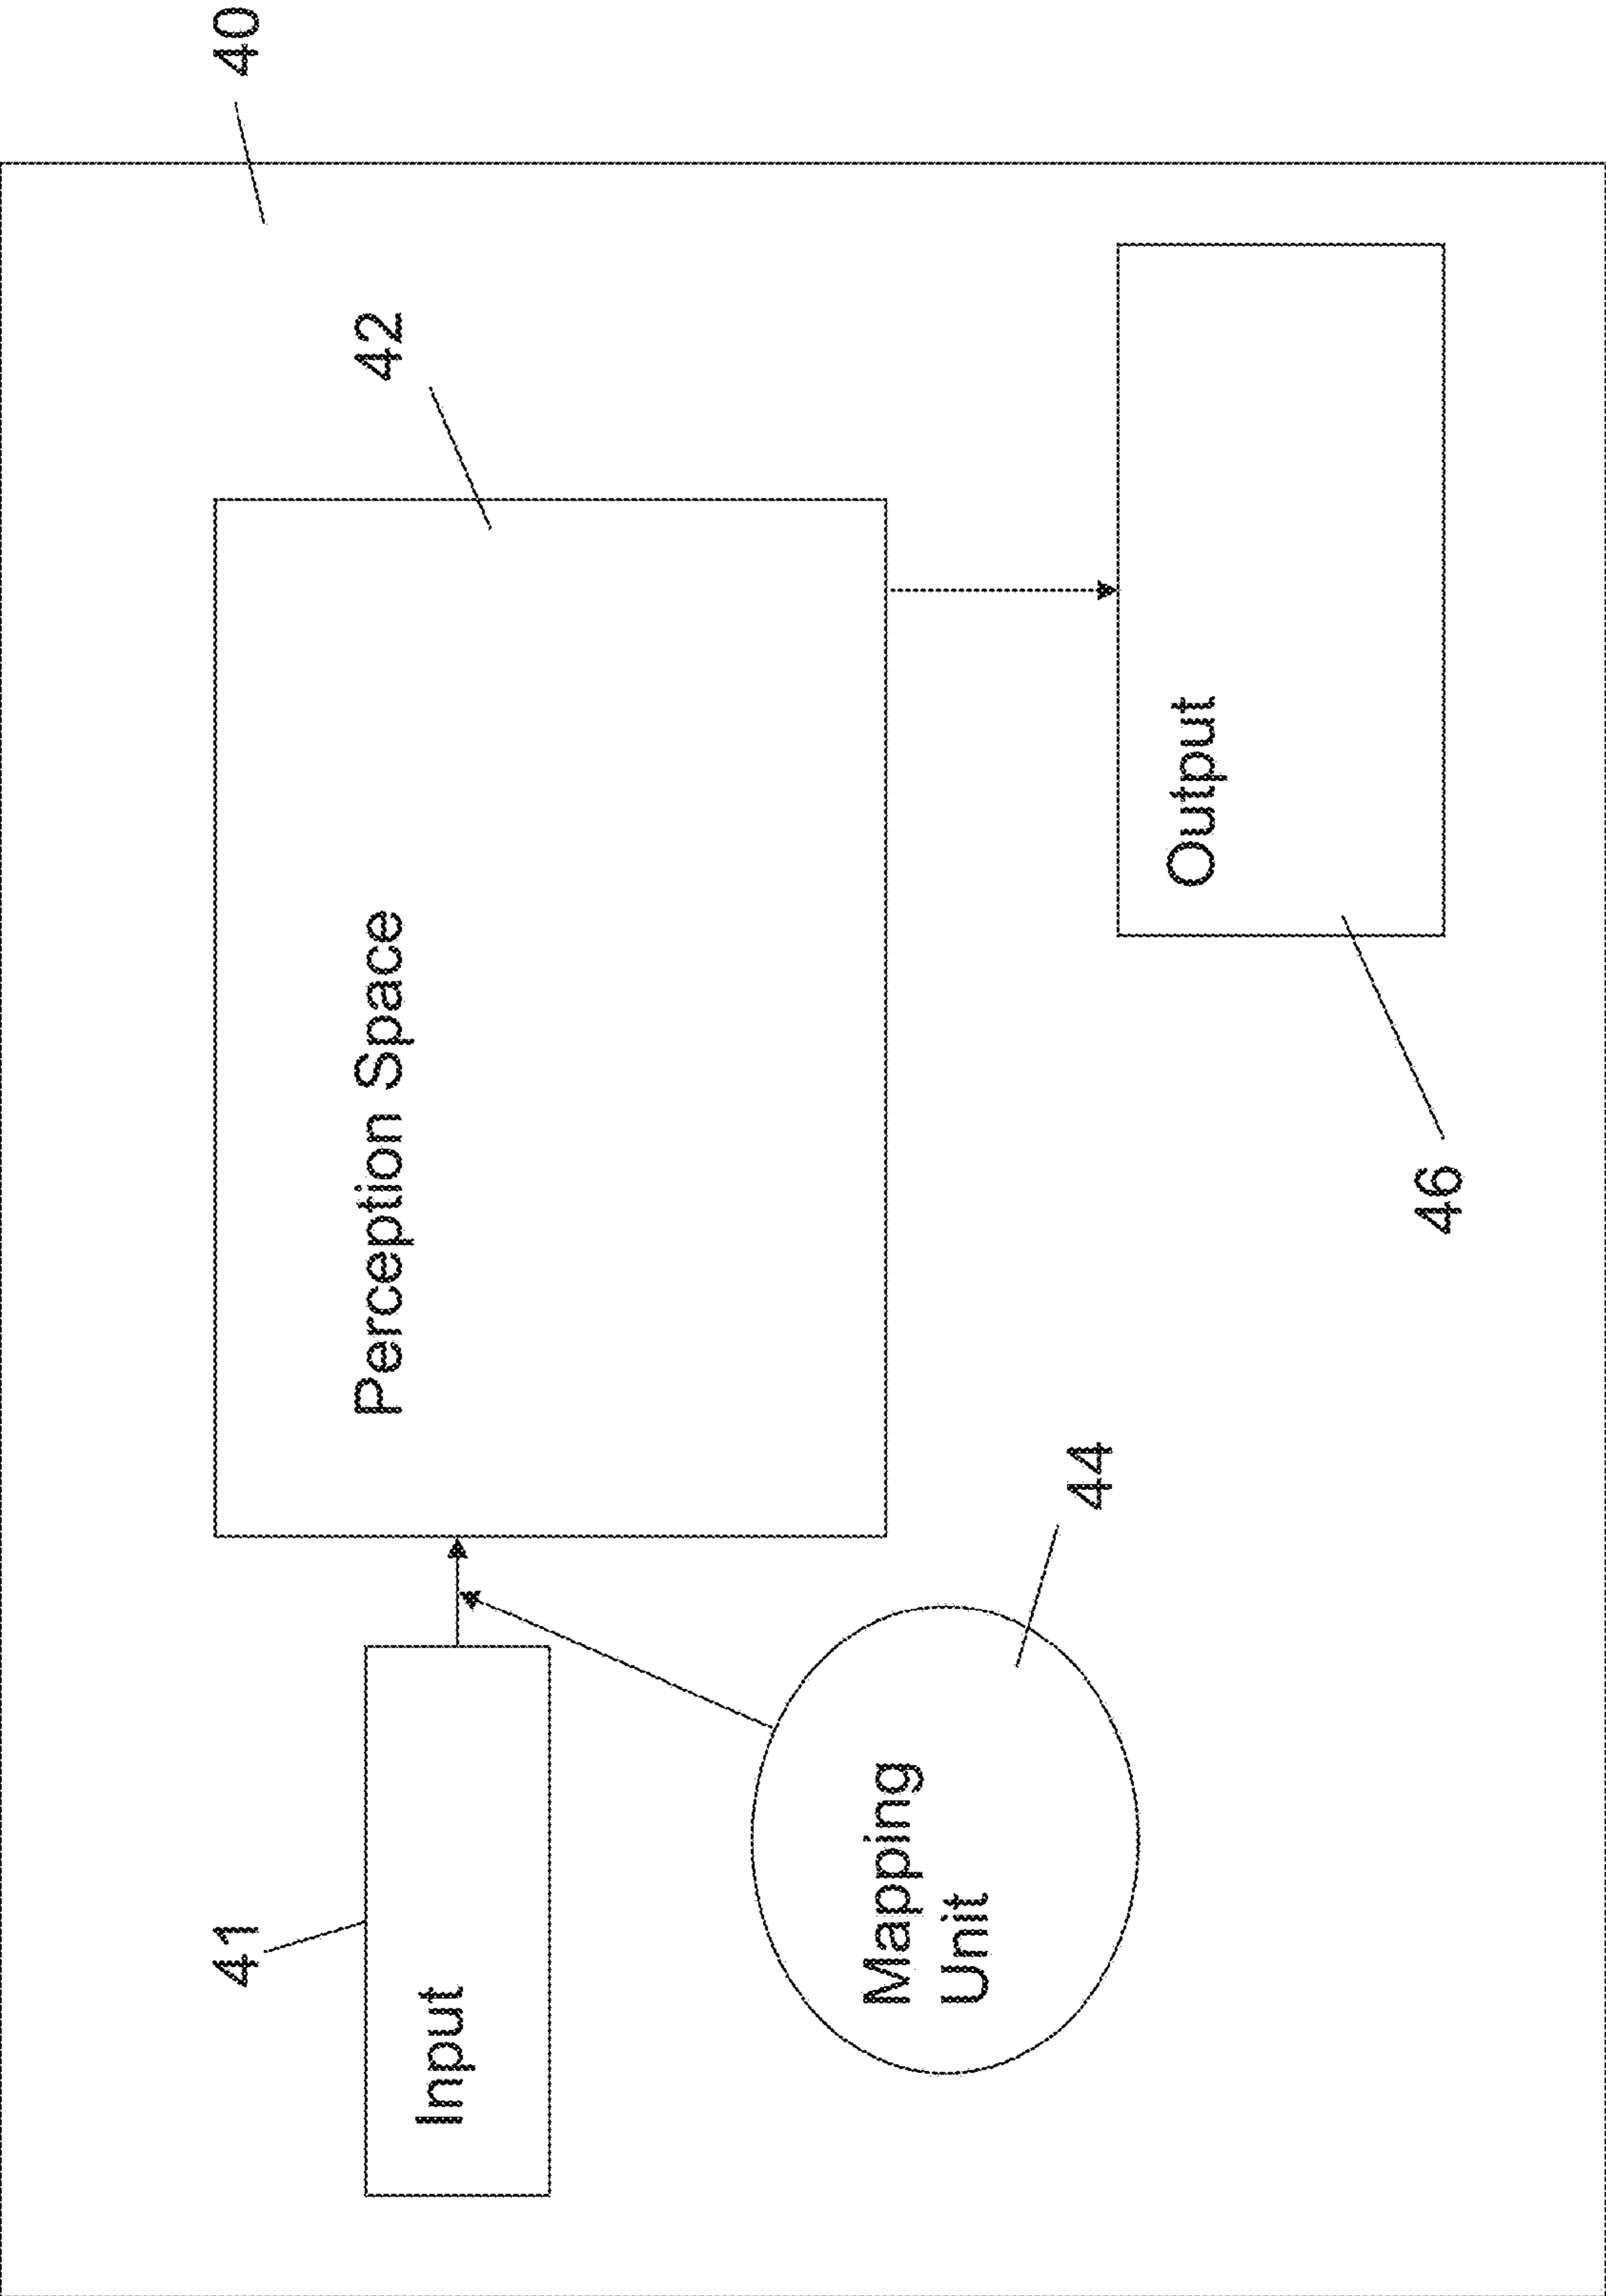 40
42
Perception Space
41
Input
Mapping
Unit
44
Output
46